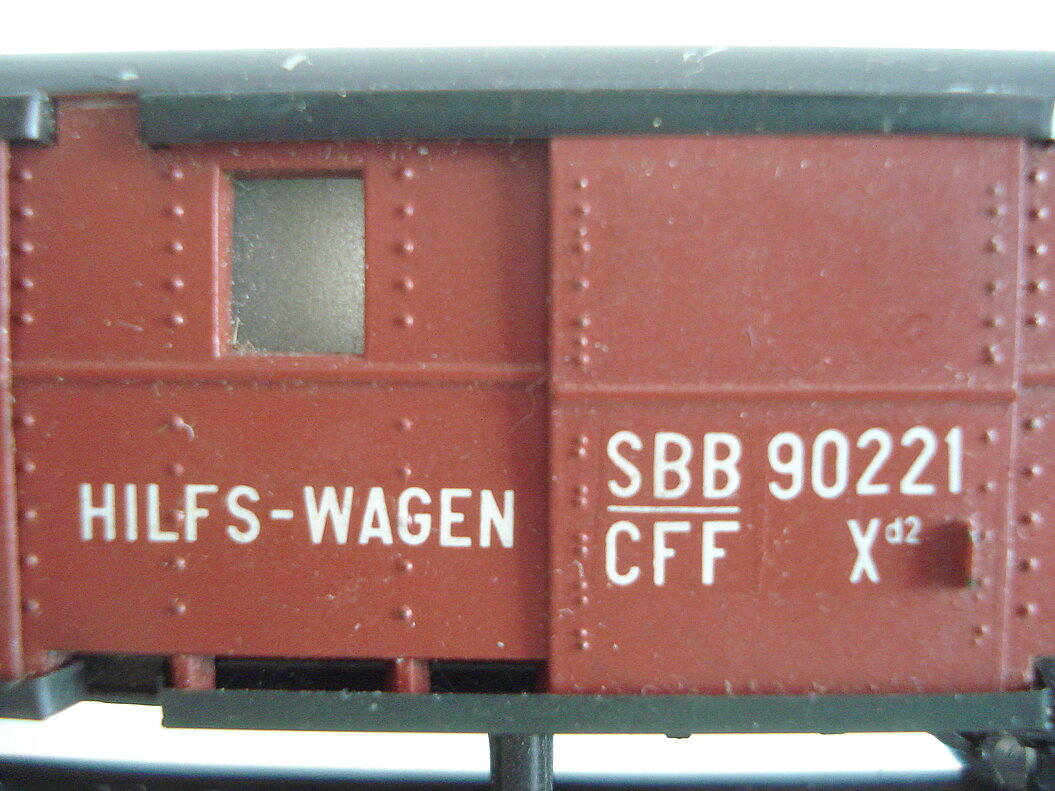 HILFS-WAGEN
SBB 90221
CFF X d2